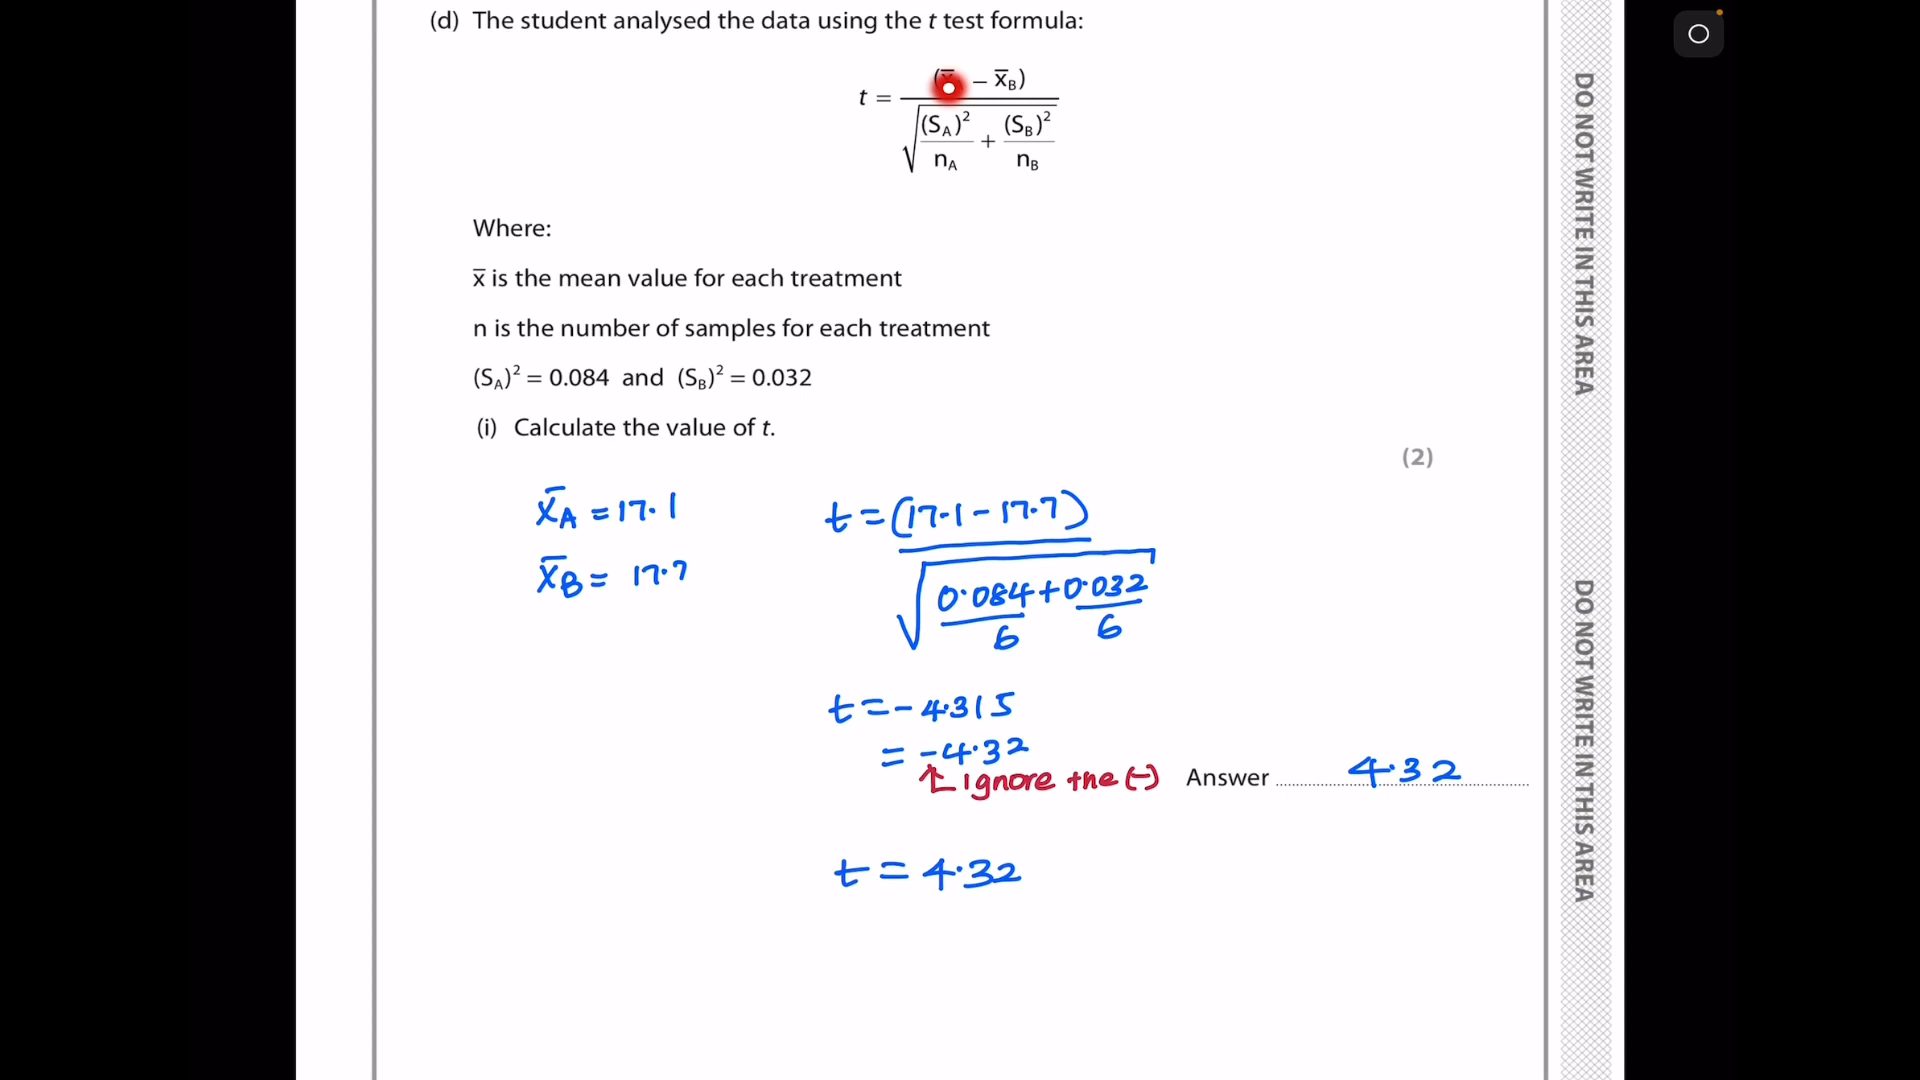 (d) The student analysed the data using the t test formula:
t = ( – x̄B)
(SA)² + (SB)²
nA nB
Where:
x̄ is the mean value for each treatment
n is the number of samples for each treatment
(SA)² = 0.084 and (SB)² = 0.032
(i) Calculate the value of t.
(2)
x̄A = 17.1
t = (17.1 - 17.7)
x̄B = 17.7
√ 0.084 + 0.032
6 6
t = - 4.315
= -4.32
↑ ignore the (-)
Answer 4.32
t = 4.32
DO NOT WRITE IN THIS AREA
DO NOT WRITE IN THIS AREA